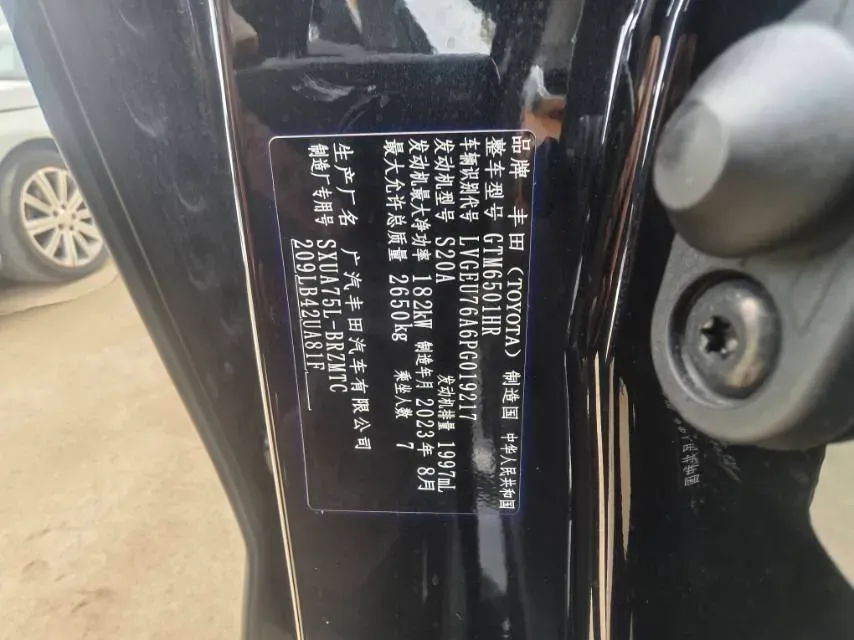 品牌 丰田(TOYOTA) 制造国 中华人民共和国
整车型号 GTM6501HR
车辆识别代号 LVGEU76A6PG019217
发动机型号 S20A 发动机排量 1997mL
发动机最大净功率 182kW 制造年月 2023年8月
最大允许总质量 2650kg 乘坐人数 7
生产厂名 广汽丰田汽车有限公司
制造厂专用号 SXUA75L-BRZMTC
209LB42UA81F